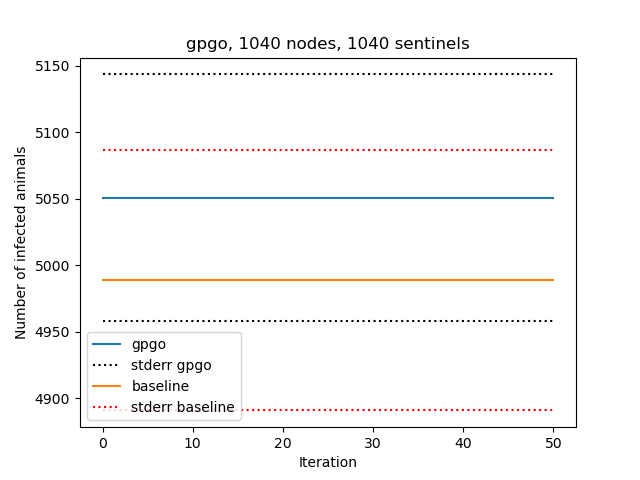 gpgo, 1040 nodes, 1040 sentinels
5150
5100
5050
5000
4950
4900
Number of infected animals
gpgo
stderr gpgo
baseline
stderr baseline
0
10
20
30
40
50
Iteration